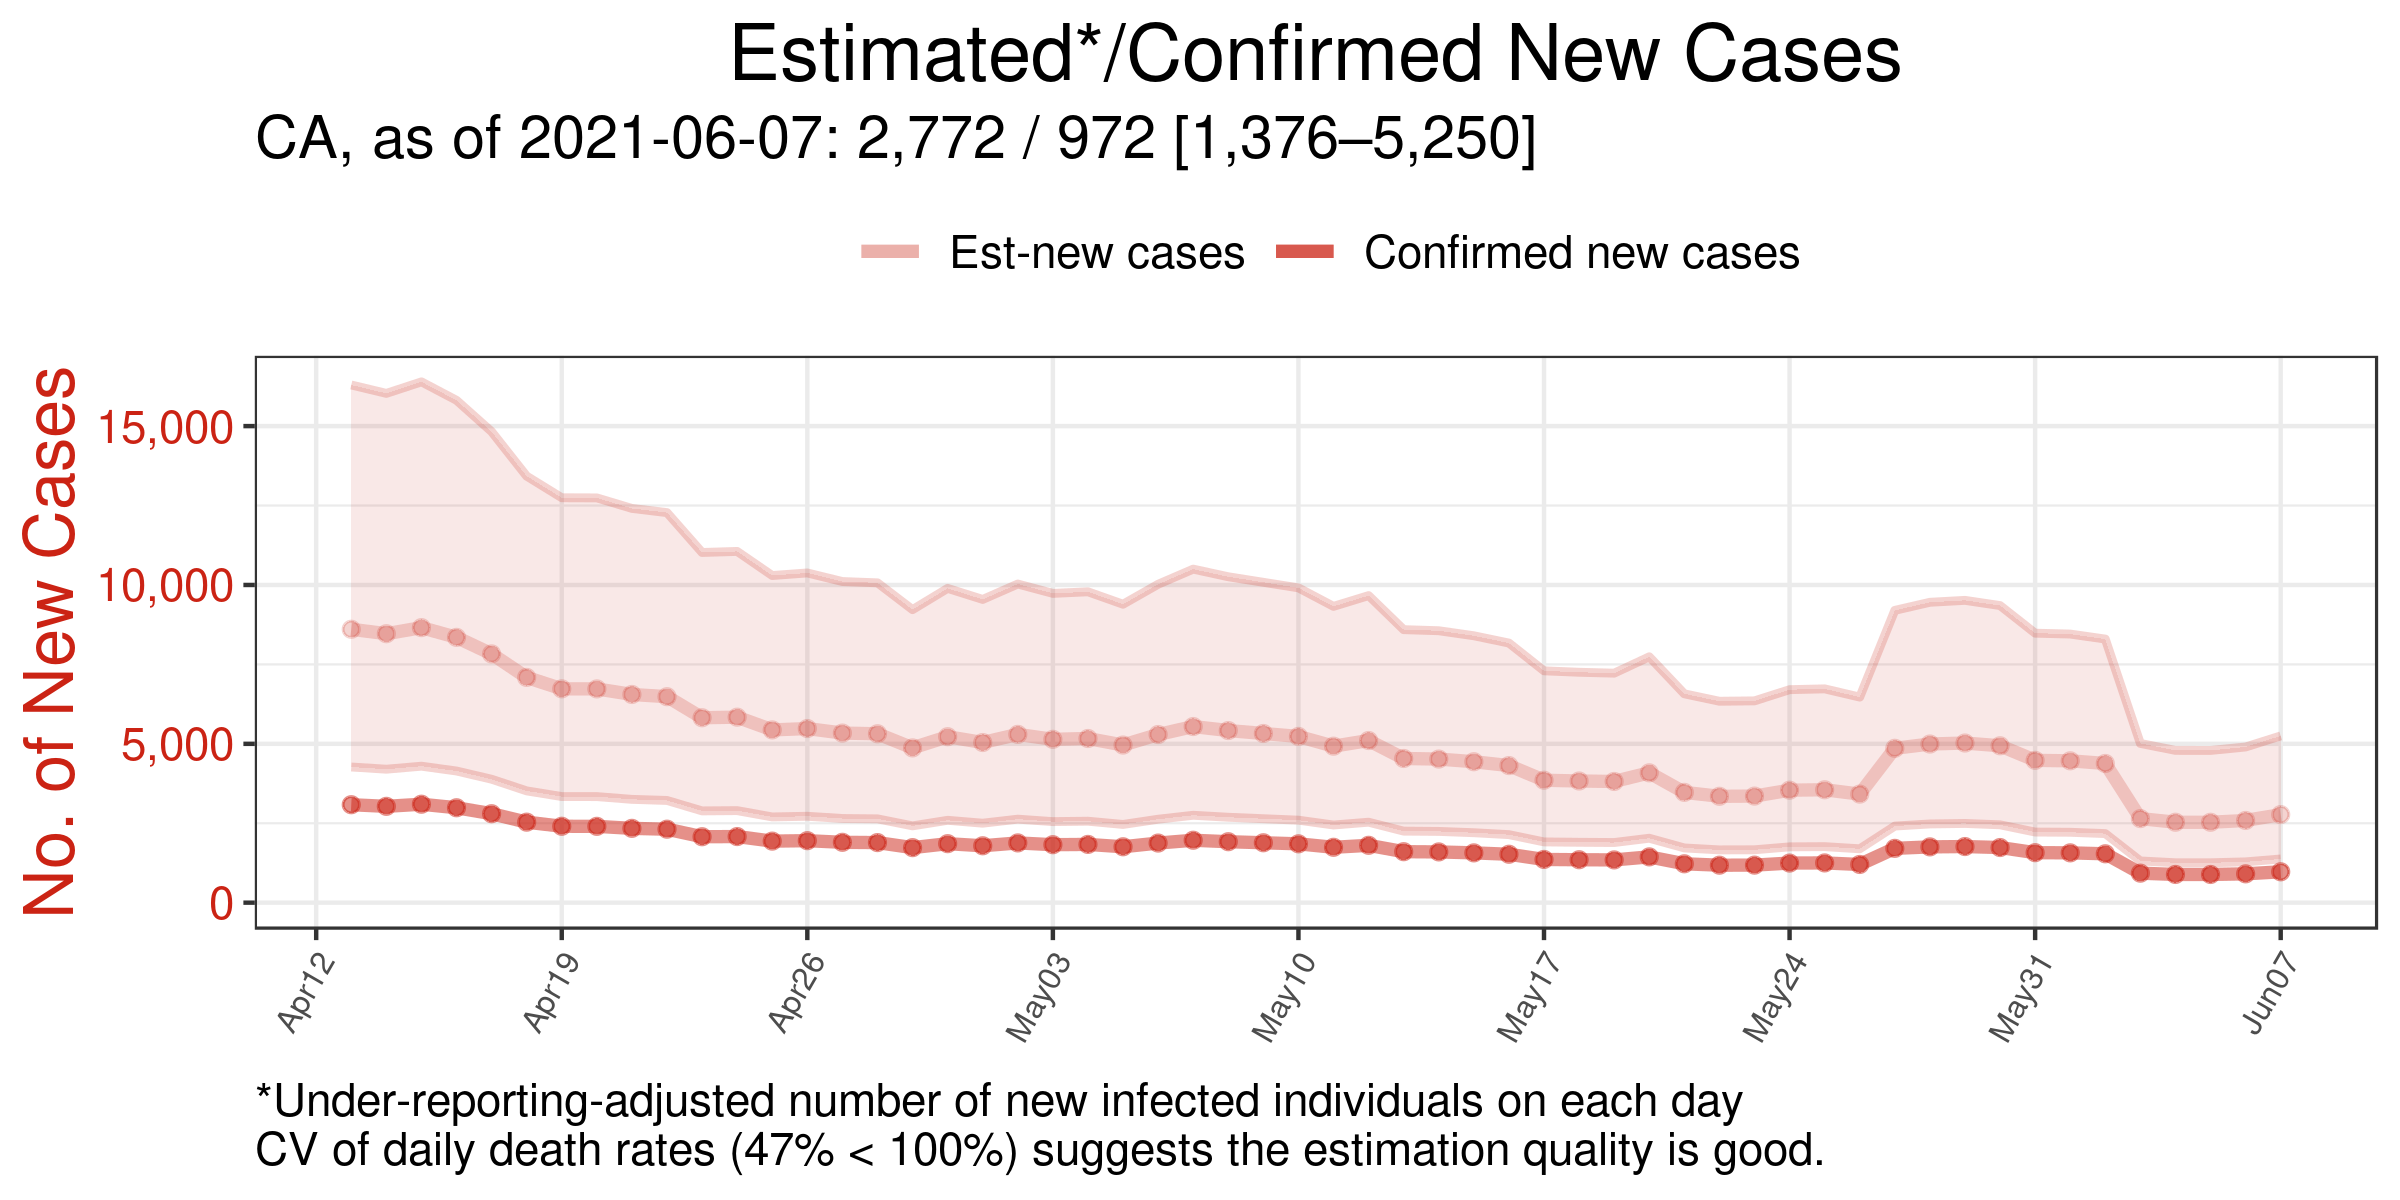 Estimated*/Confirmed New Cases
CA, as of 2021-06-07: 2,772 / 972 [1,376–5,250]
Est-new cases Confirmed new cases
No. of New Cases
15,000
10,000
5,000
0
Apr12 Apr19 Apr26 May03 May10 May17 May24 May31 Jun07
*Under-reporting-adjusted number of new infected individuals on each day
CV of daily death rates (47% < 100%) suggests the estimation quality is good.